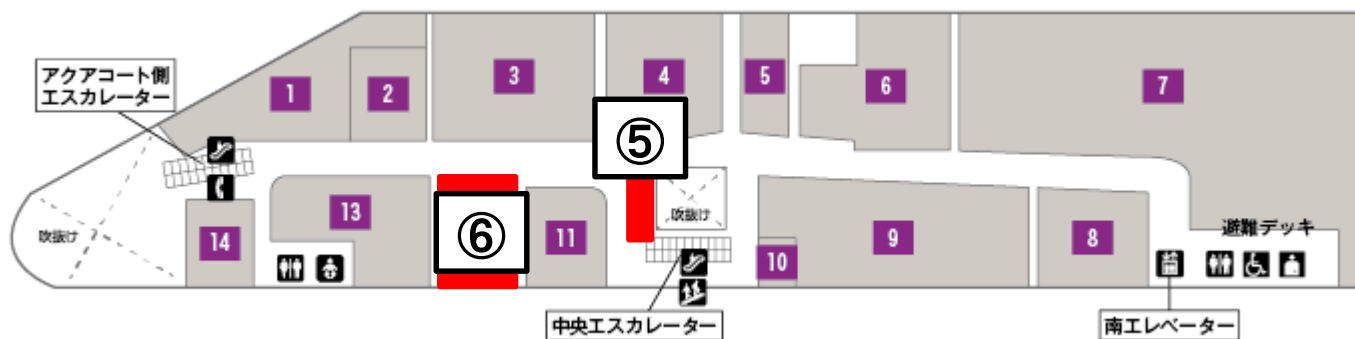 アクアコート側
エスカレーター
1
2
3
4
5
6
7
⑤
吹抜け
14
13
⑥
11
吹抜け
10
9
8
避難デッキ
中央エスカレーター
南エレベーター